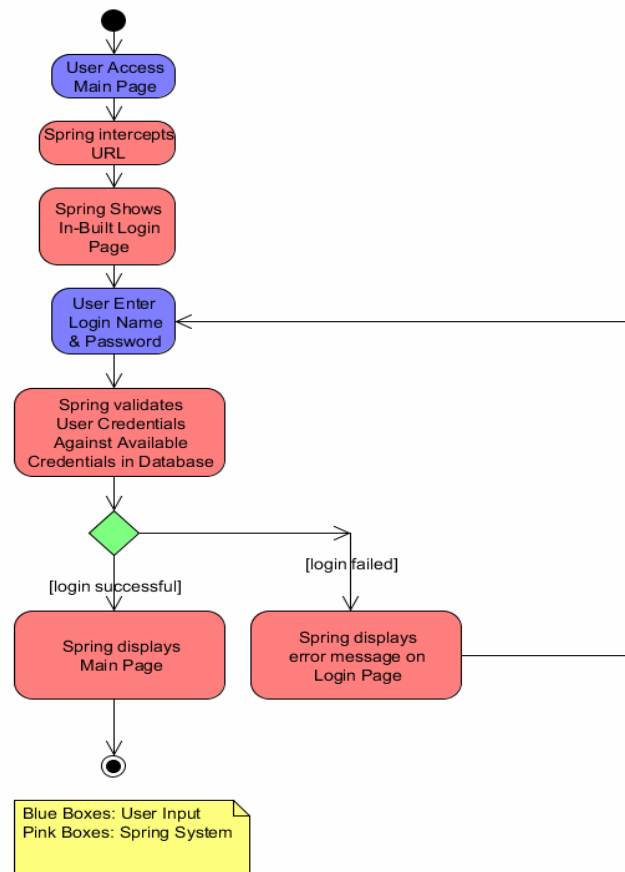 User Access
Main Page
Spring intercepts
URL
Spring Shows
In-Built Login
Page
User Enter
Login Name
& Password
Spring validates
User Credentials
Against Available
Credentials in Database
[login successful]
[login failed]
Spring displays
Main Page
Spring displays
error message on
Login Page
Blue Boxes: User Input
Pink Boxes: Spring System